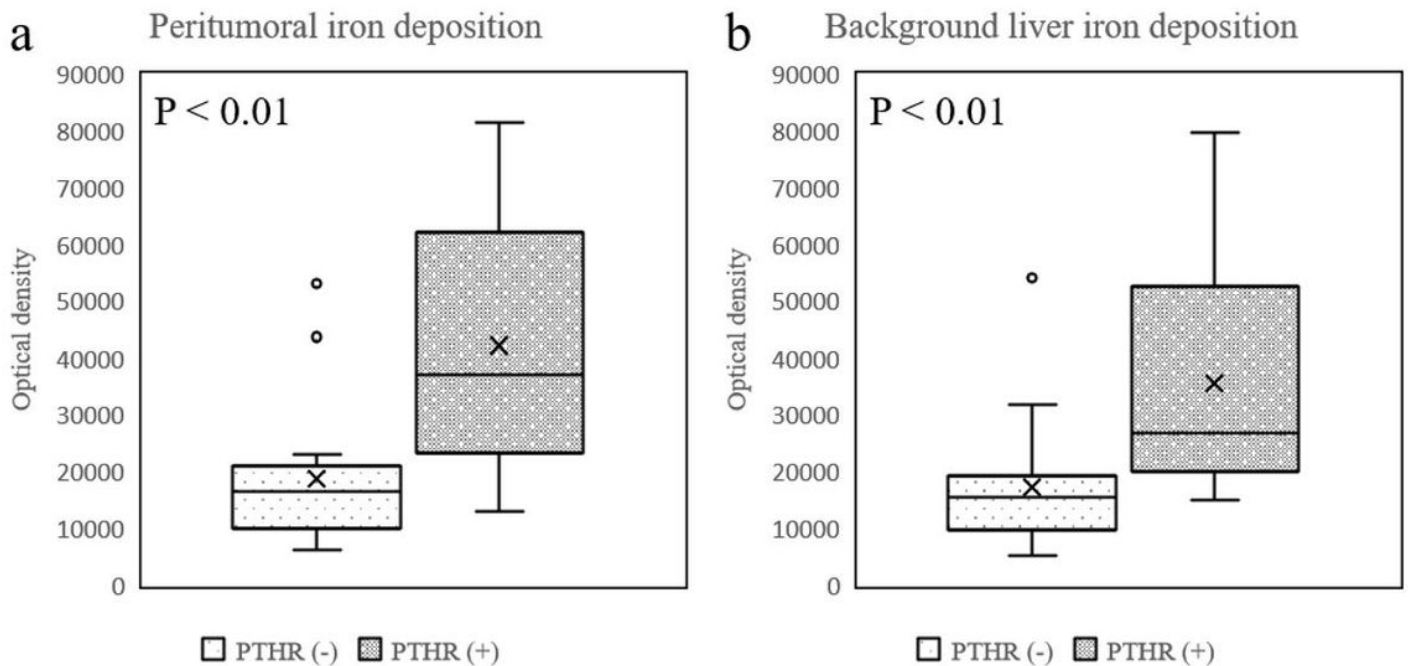 a Peritumoral iron deposition
P < 0.01
Optical density
90000
80000
70000
60000
50000
40000
30000
20000
10000
0
PTHR (-) PTHR (+)
b Background liver iron deposition
P < 0.01
Optical density
90000
80000
70000
60000
50000
40000
30000
20000
10000
0
PTHR (-) PTHR (+)